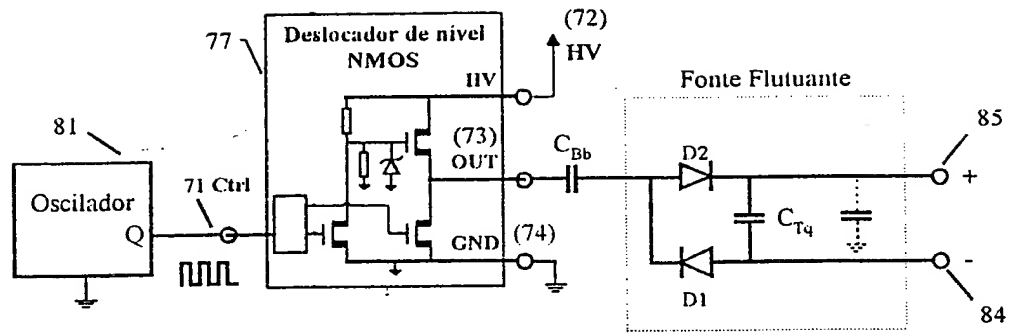 77
Deslocador de nível
NMOS
(72)
HV
HV
Fonte Flutuante
81
71 Ctrl
(73)
OUT
C_Bb
D2
85
+
Oscilador
Q
C_Tq
GND
(74)
D1
-
84